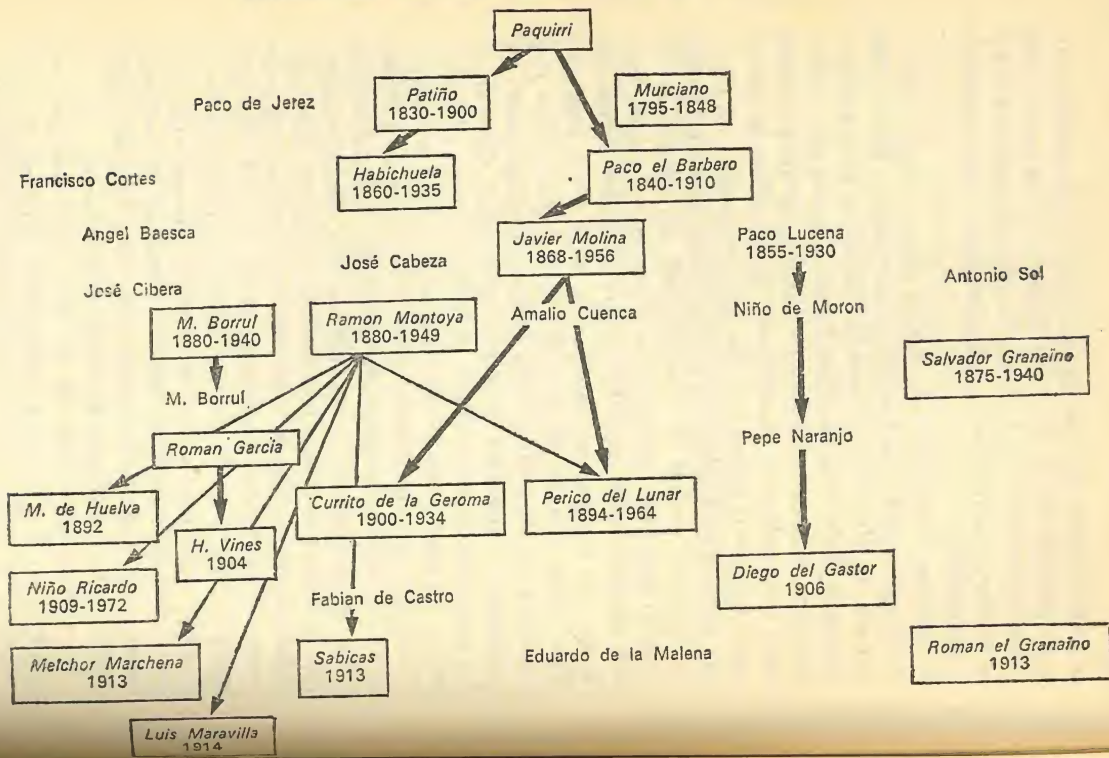 Paquirri
Paco de Jerez
Patiño
1830-1900
Murciano
1795-1848
Francisco Cortes
Habichuela
1860-1935
Paco el Barbero
1840-1910
Angel Baesca
José Cabeza
Javier Molina
1868-1956
Paco Lucena
1855-1930
Antonio Sol
José Cibera
M. Borrul
1880-1940
Ramon Montoya
1880-1949
Amalio Cuenca
Niño de Moron
Salvador Granaïno
1875-1940
M. Borrul
Roman Garcia
Pepe Naranjo
M. de Huelva
1892
Currito de la Geroma
1900-1934
Perico del Lunar
1894-1964
H. Vines
1904
Diego del Gastor
1906
Niño Ricardo
1909-1972
Fabian de Castro
Melchor Marchena
1913
Sabicas
1913
Eduardo de la Malena
Roman el Granaïno
1913
Luis Maravilla
1914